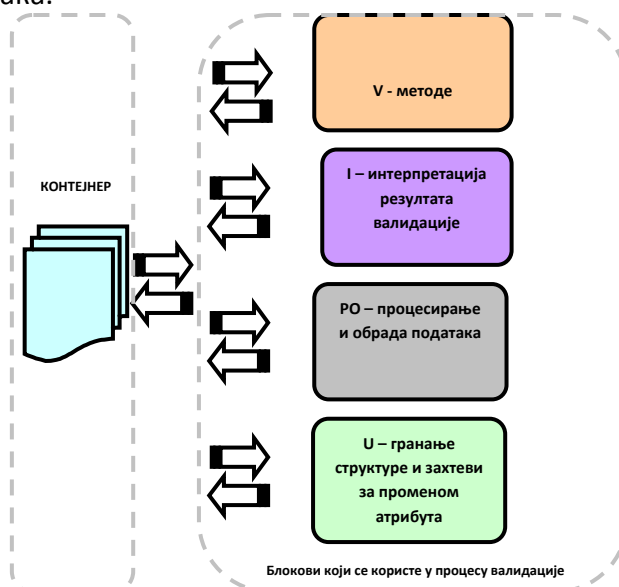 V - методе
I – интерпретација
резултата
валидације
КОНТЕЈНЕР
PO – процесирање
и обрада података
U – гранање
структуре и захтеви
за променом
атрибута
Блокови који се користе у процесу валидације